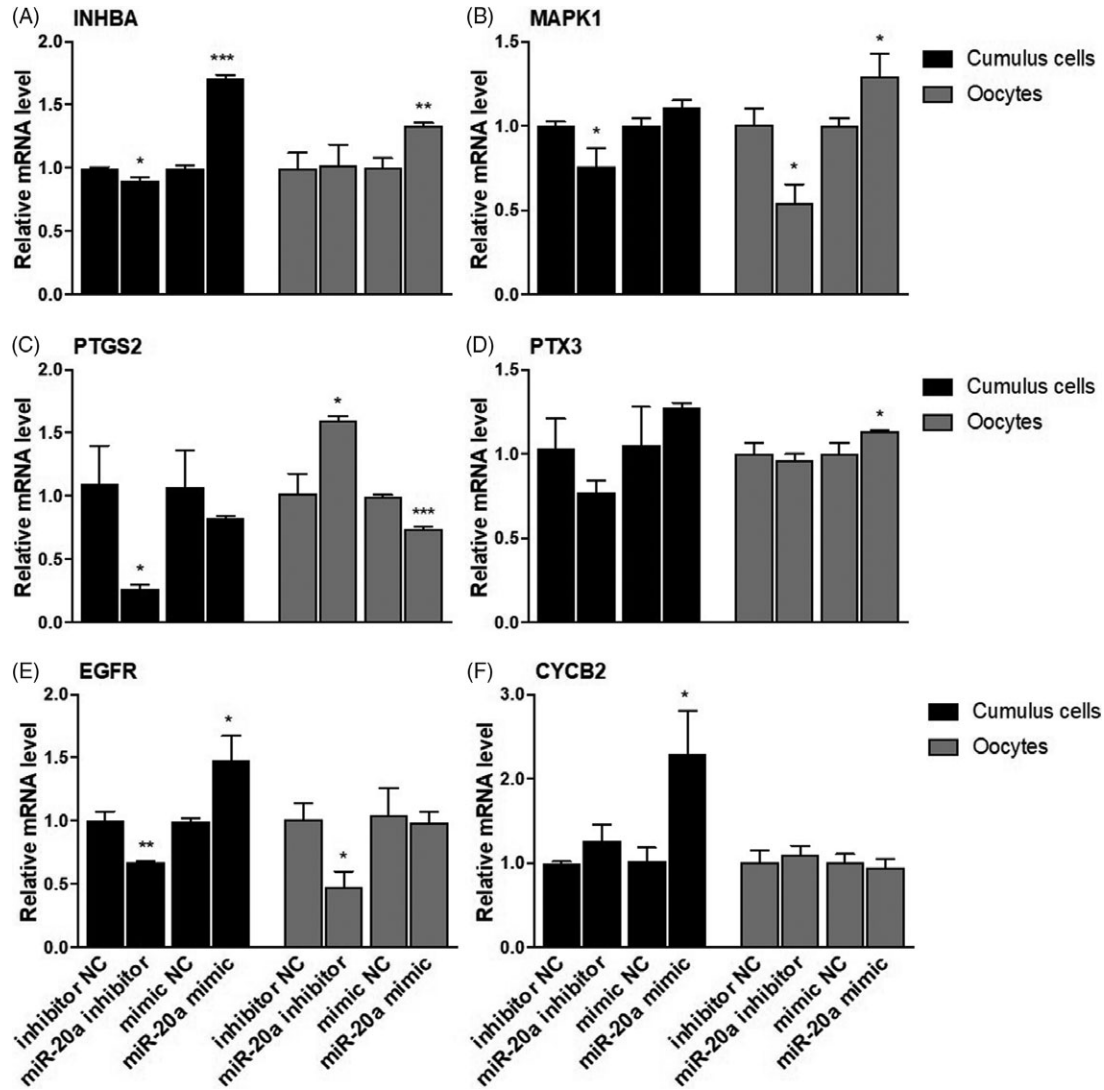 (A) INHBA
Relative mRNA level
2.0
1.5
1.0
0.5
0.0
*
***
**
(B) MAPK1
Relative mRNA level
1.5
1.0
0.5
0.0
*
*
*
Cumulus cells
Oocytes
(C) PTGS2
Relative mRNA level
2.0
1.5
1.0
0.5
0.0
*
*
***
(D) PTX3
Relative mRNA level
1.5
1.0
0.5
0.0
*
Cumulus cells
Oocytes
(E) EGFR
Relative mRNA level
2.0
1.5
1.0
0.5
0.0
**
*
*
inhibitor NC
miR-20a inhibitor
mimic NC
miR-20a mimic
inhibitor NC
miR-20a inhibitor
mimic NC
miR-20a mimic
(F) CYCB2
Relative mRNA level
3.0
2.0
1.0
0.0
*
Cumulus cells
Oocytes
inhibitor NC
miR-20a inhibitor
mimic NC
miR-20a mimic
inhibitor NC
miR-20a inhibitor
mimic NC
miR-20a mimic